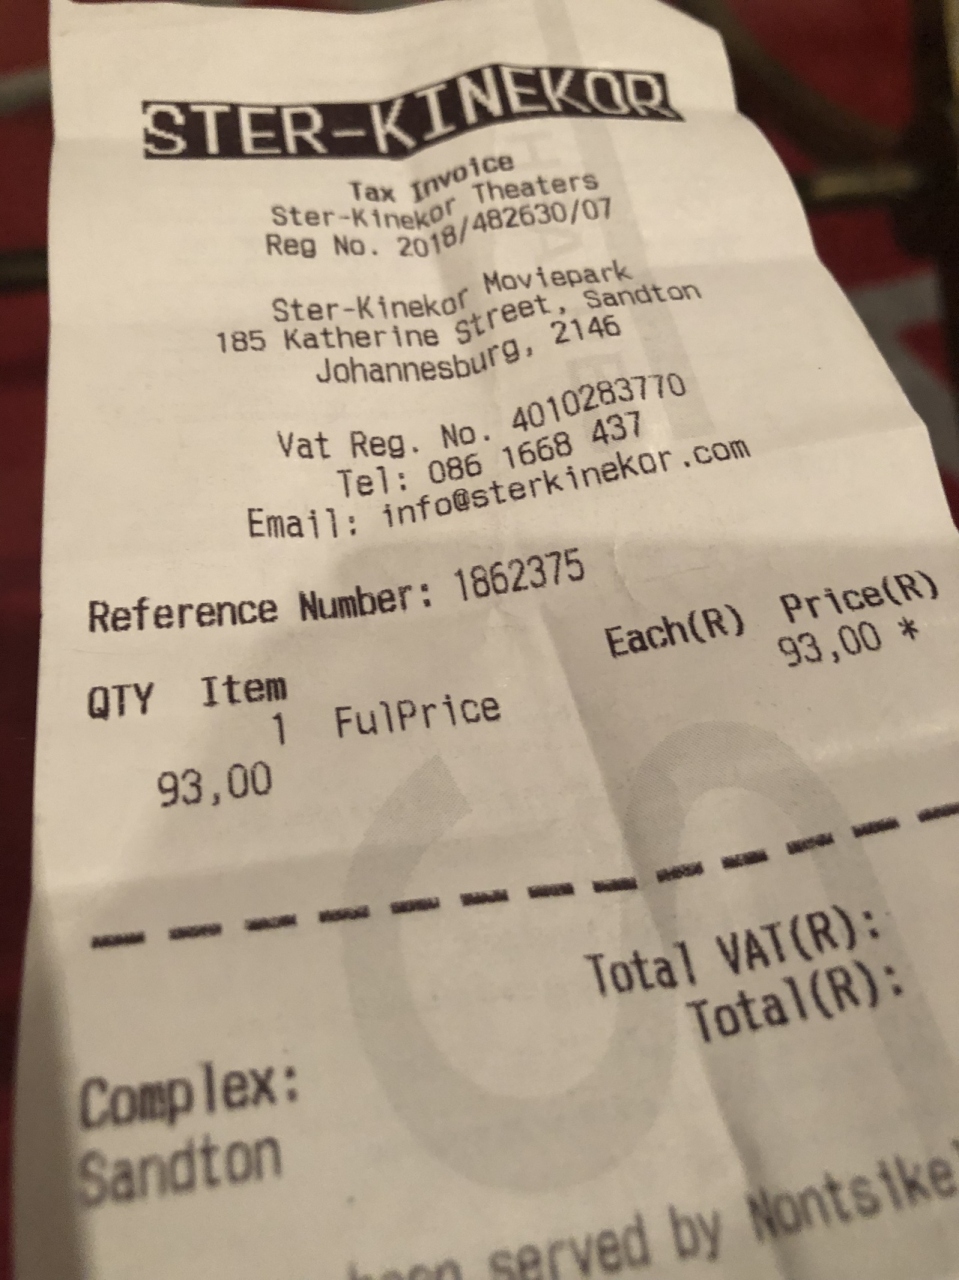 STER-KINEKOR
Tax Invoice
Ster-Kinekor Theaters
Reg No. 2018/482630/07
Ster-Kinekor Moviepark
185 Katherine Street, Sandton
Johannesburg, 2146
Vat Reg. No. 4010283770
Tel: 086 1668 437
Email: info@sterkinekor.com
Reference Number: 1862375
QTY Item Each(R) Price(R)
1 FulPrice 93,00 *
93,00
Total VAT(R):
Total(R):
Complex:
Sandton
been served by Nontsikel